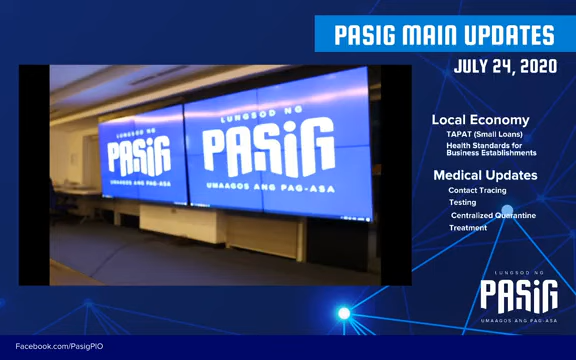 PASIG MAIN UPDATES
JULY 24, 2020
LUNGSOD NG
PASIG
UMAAGOS ANG PAG-ASA
LUNGSOD NG
PASIG
UMAAGOS ANG PAG-ASA
Local Economy
TAPAT (Small Loans)
Health Standards for
Business Establishments
Medical Updates
Contact Tracing
Testing
Centralized Quarantine
Treatment
LUNGSOD NG
PASIG
UMAAGOS ANG PAG-ASA
Facebook.com/PasigPIO